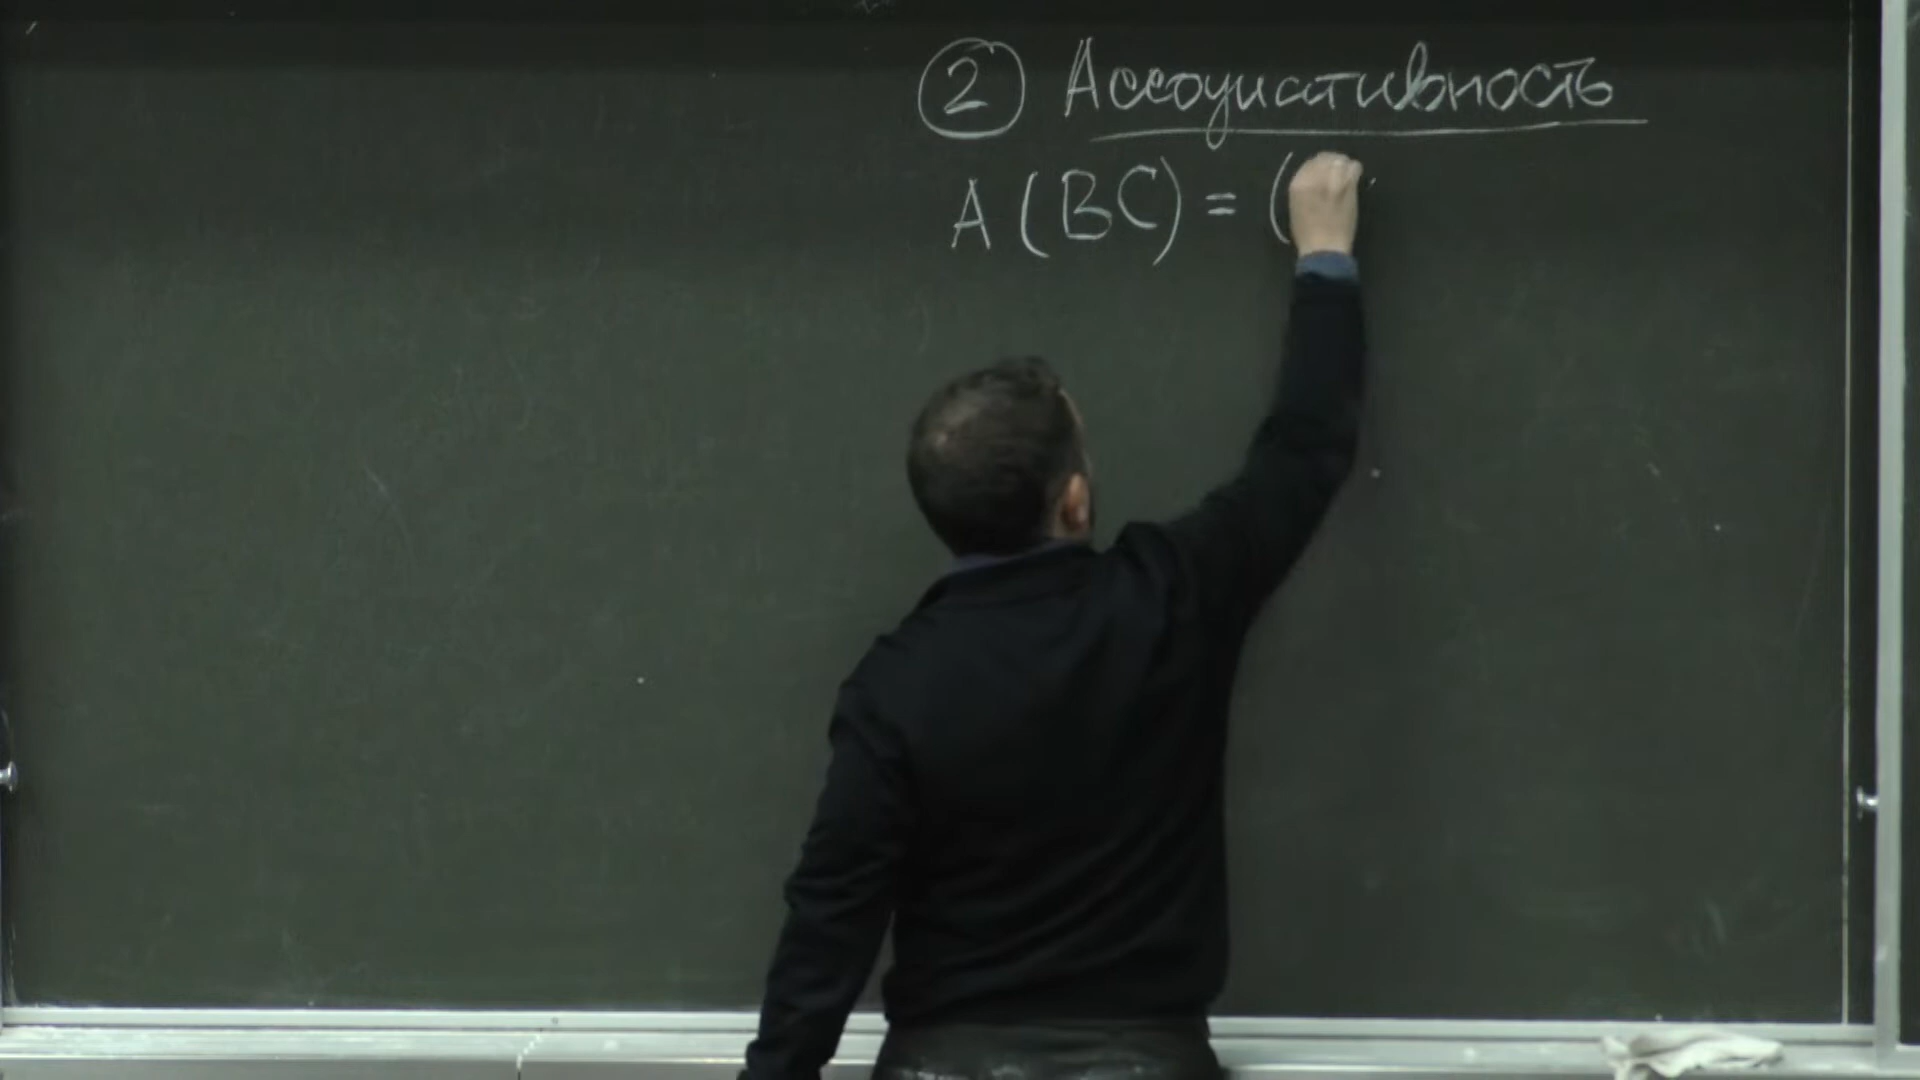 ② Ассоциативность
A(BC) = (